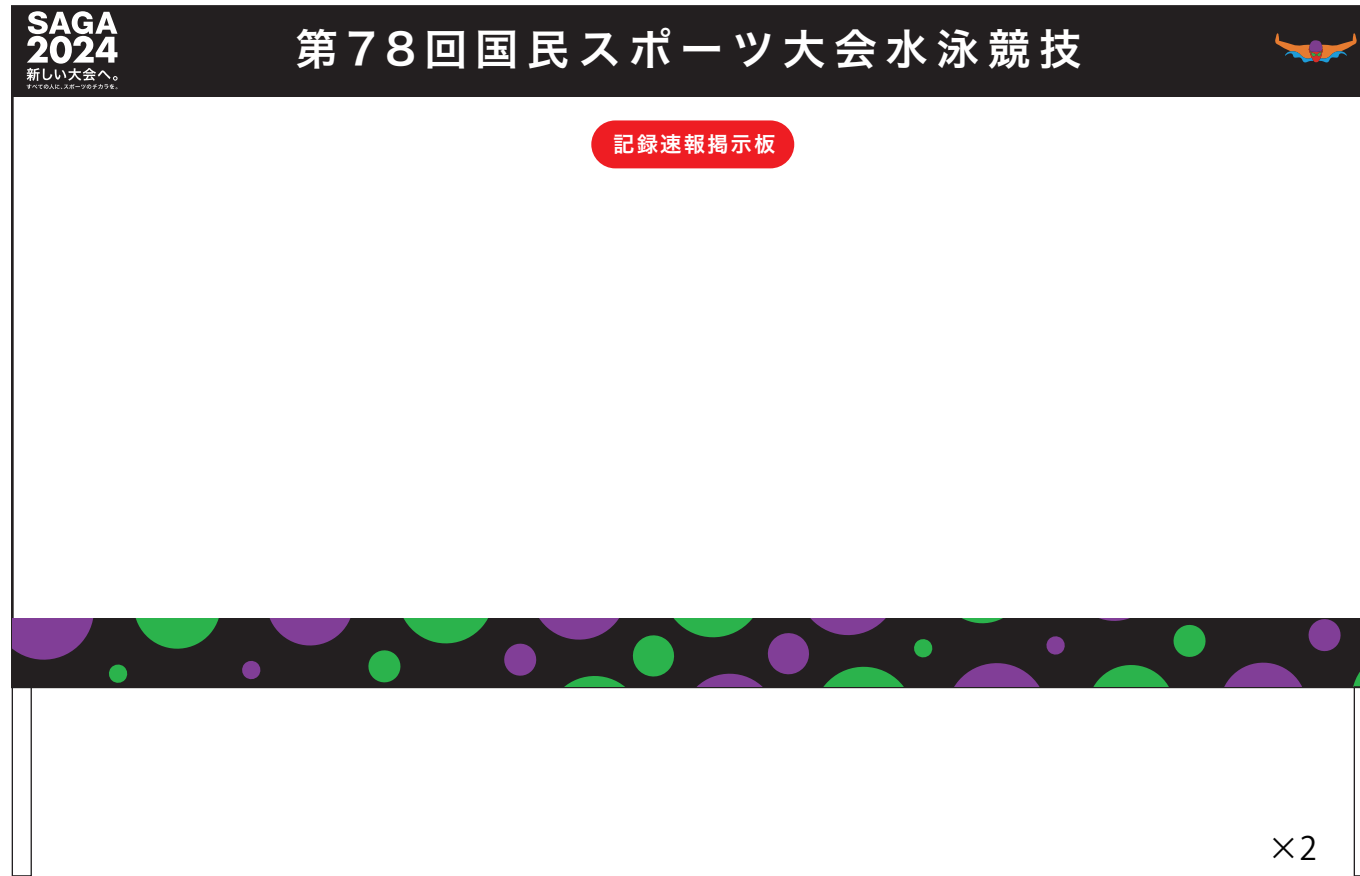 SAGA
2024
新しい大会へ。
すべての人に、スポーツのチカラを。
第78回国民スポーツ大会水泳競技
記録速報掲示板
×2